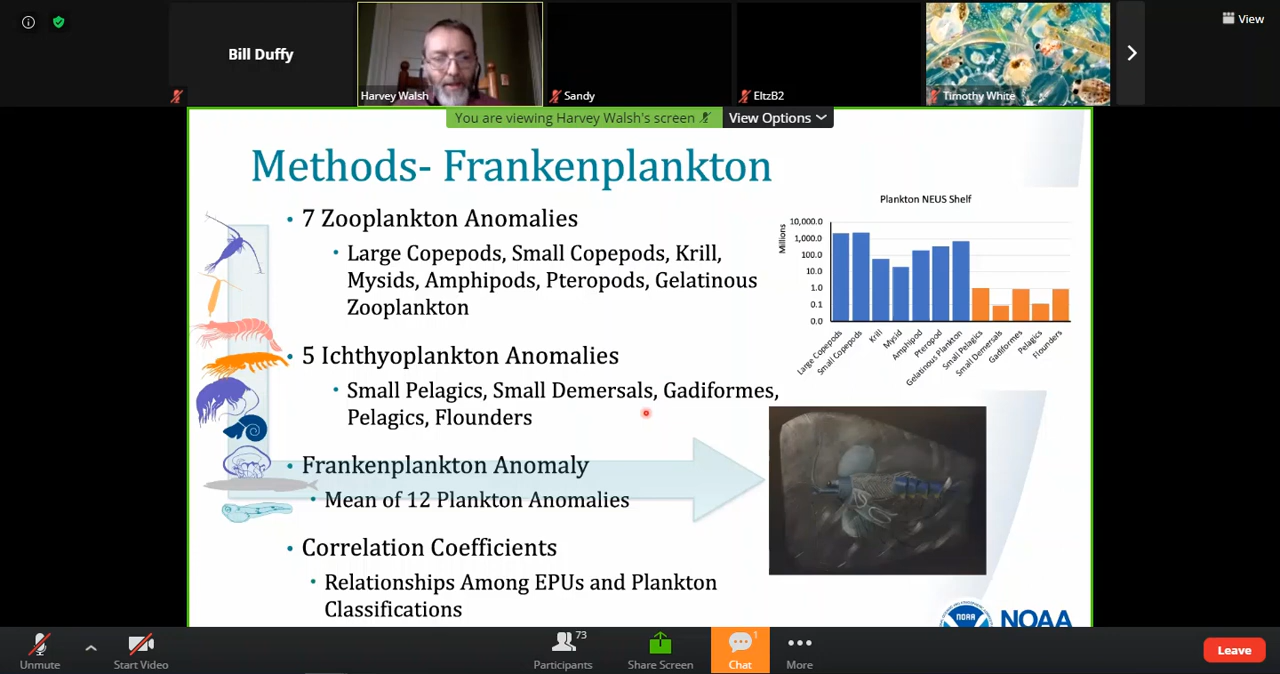 View
Bill Duffy
Harvey Walsh
Sandy
EltzB2
Timothy White
You are viewing Harvey Walsh's screen
View Options
Methods- Frankenplankton
• 7 Zooplankton Anomalies
• Large Copepods, Small Copepods, Krill,
Mysids, Amphipods, Pteropods, Gelatinous
Zooplankton
• 5 Ichthyoplankton Anomalies
• Small Pelagics, Small Demersals, Gadiformes,
Pelagics, Flounders
• Frankenplankton Anomaly
• Mean of 12 Plankton Anomalies
• Correlation Coefficients
• Relationships Among EPUs and Plankton
Classifications
Plankton NEUS Shelf
Millions
10,000.0
1,000.0
100.0
10.0
1.0
0.1
0.0
Large Copepods
Small Copepods
Krill
Mysid
Amphipod
Pteropod
Gelatinous Plankton
Small Pelagics
Small Demersals
Gadiformes
Pelagics
Flounders
NOAA
NOAA
Unmute
Start Video
Participants
73
Share Screen
Chat
1
More
Leave